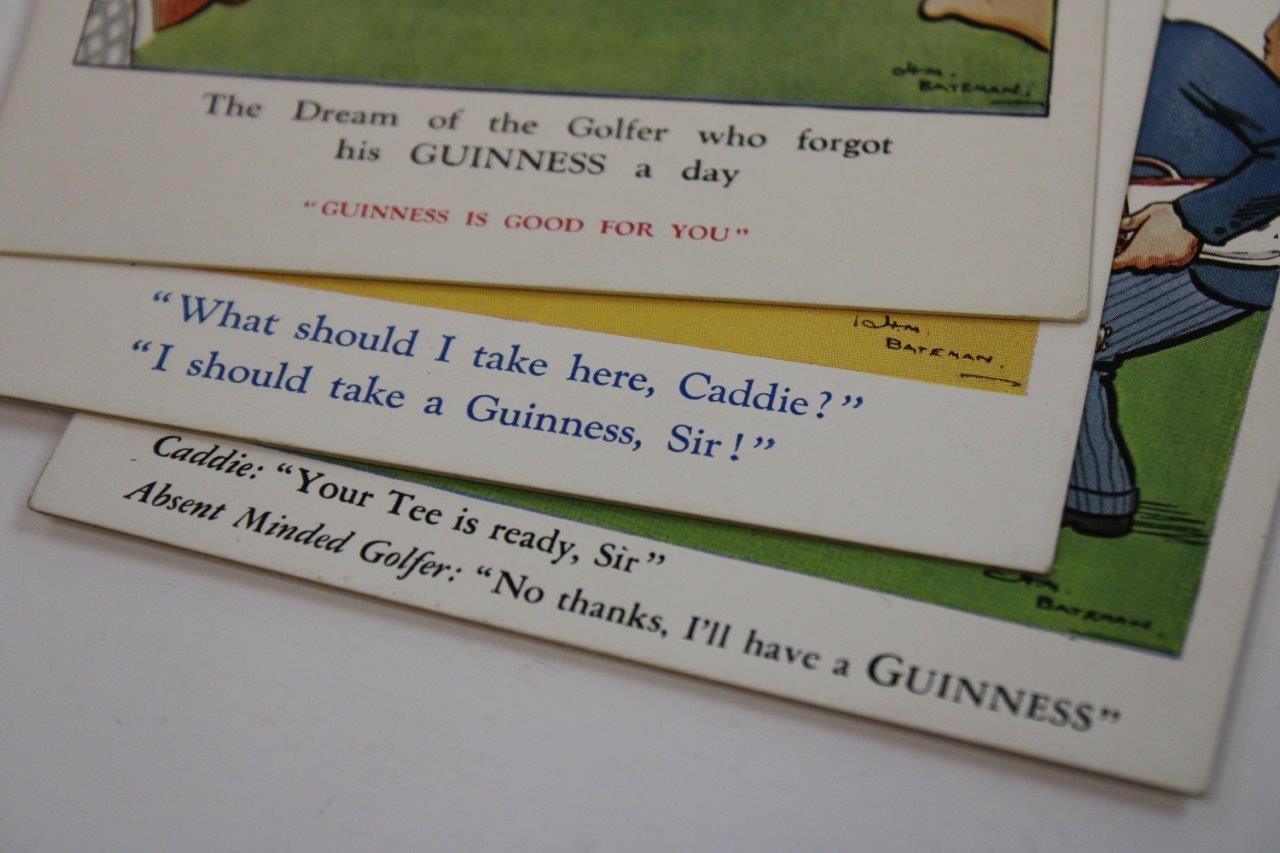 H.M.
BATEMAN.
The Dream of the Golfer who forgot
his GUINNESS a day
"GUINNESS IS GOOD FOR YOU"
H.M.
BATEMAN.
"What should I take here, Caddie?"
"I should take a Guinness, Sir!"
H.M.
BATEMAN.
Caddie: "Your Tee is ready, Sir"
Absent Minded Golfer: "No thanks, I'll have a GUINNESS"